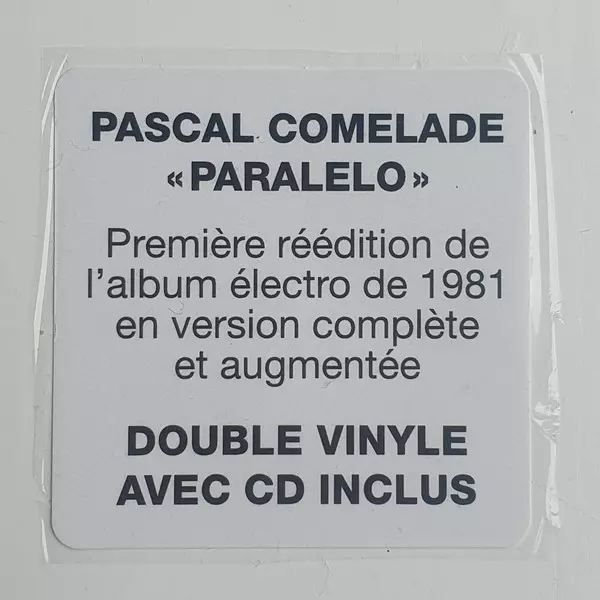 PASCAL COMELADE
« PARALELO »
Première réédition de
l'album électro de 1981
en version complète
et augmentée
DOUBLE VINYLE
AVEC CD INCLUS